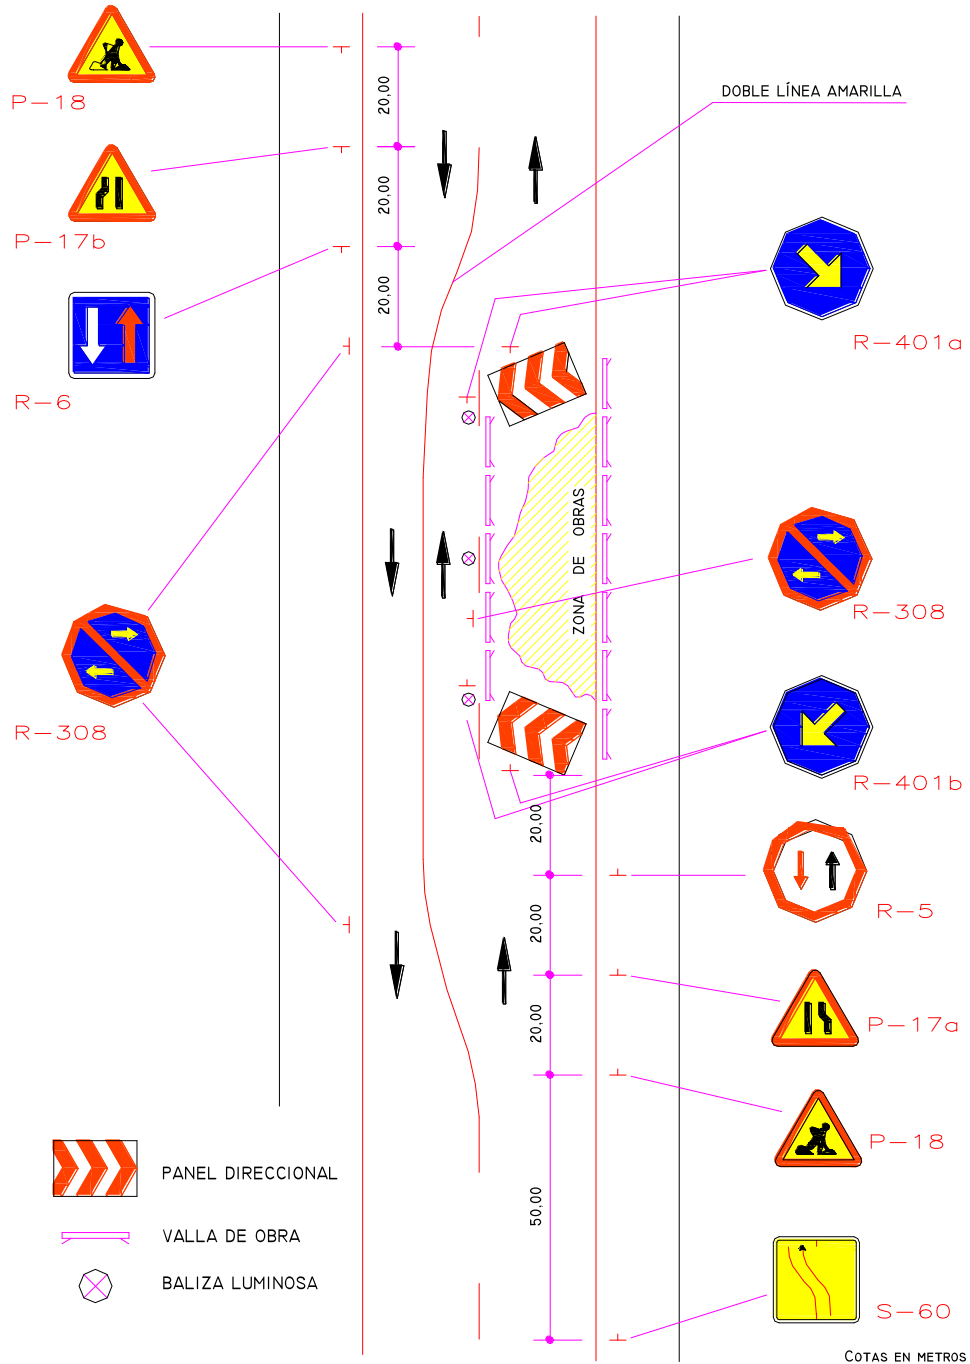 P-18
20,00
DOBLE LÍNEA AMARILLA
P-17b
20,00
20,00
R-6
R-401a
ZONA DE OBRAS
R-308
R-308
R-401b
20,00
R-5
20,00
20,00
P-17a
P-18
50,00
PANEL DIRECCIONAL
VALLA DE OBRA
BALIZA LUMINOSA
S-60
COTAS EN METROS